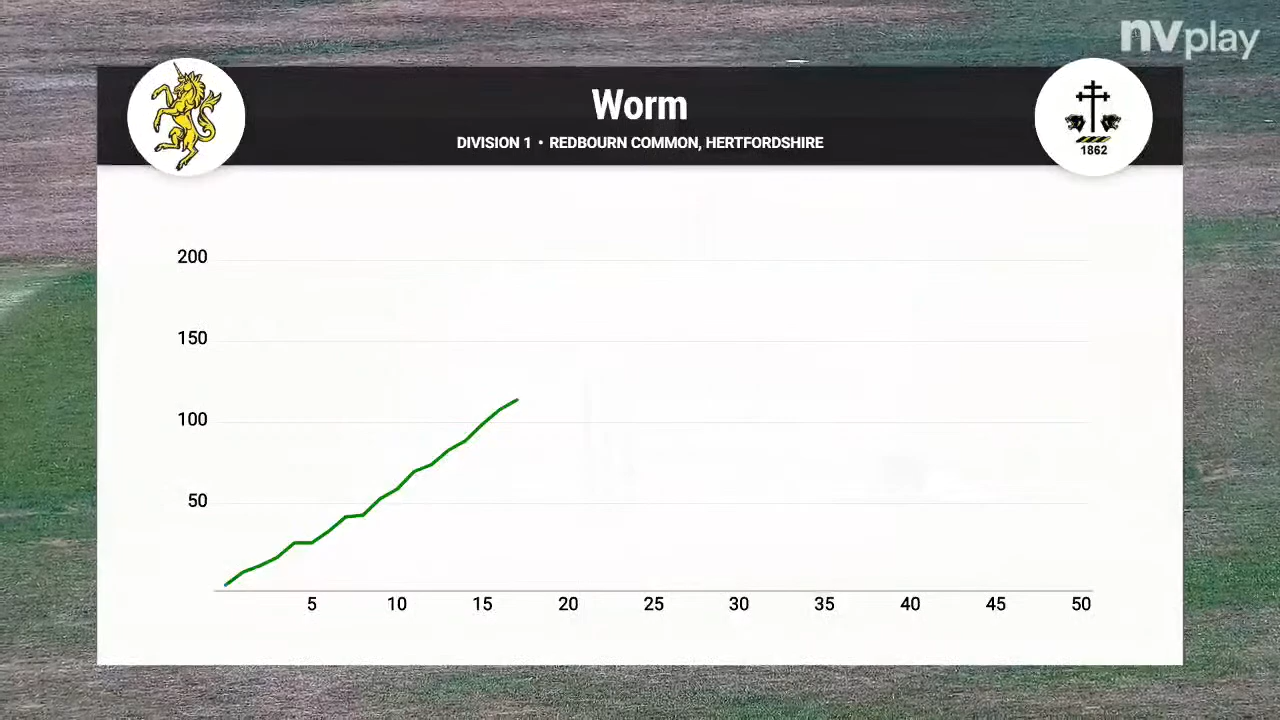 nvplay
Worm
DIVISION 1 • REDBOURN COMMON, HERTFORDSHIRE
1862
200
150
100
50
5 10 15 20 25 30 35 40 45 50